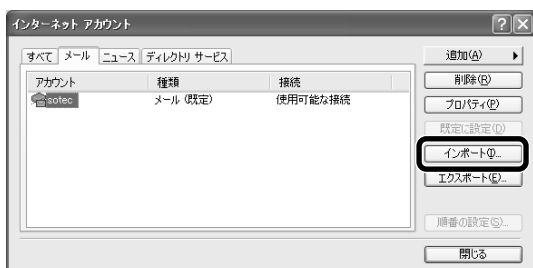 インターネット アカウント
すべて メール ニュース ディレクトリ サービス
アカウント 種類 接続
sotec メール (既定) 使用可能な接続
追加(A)
削除(R)
プロパティ(P)
既定に設定(D)
インポート(I)...
エクスポート(E)...
順番の設定(S)...
閉じる